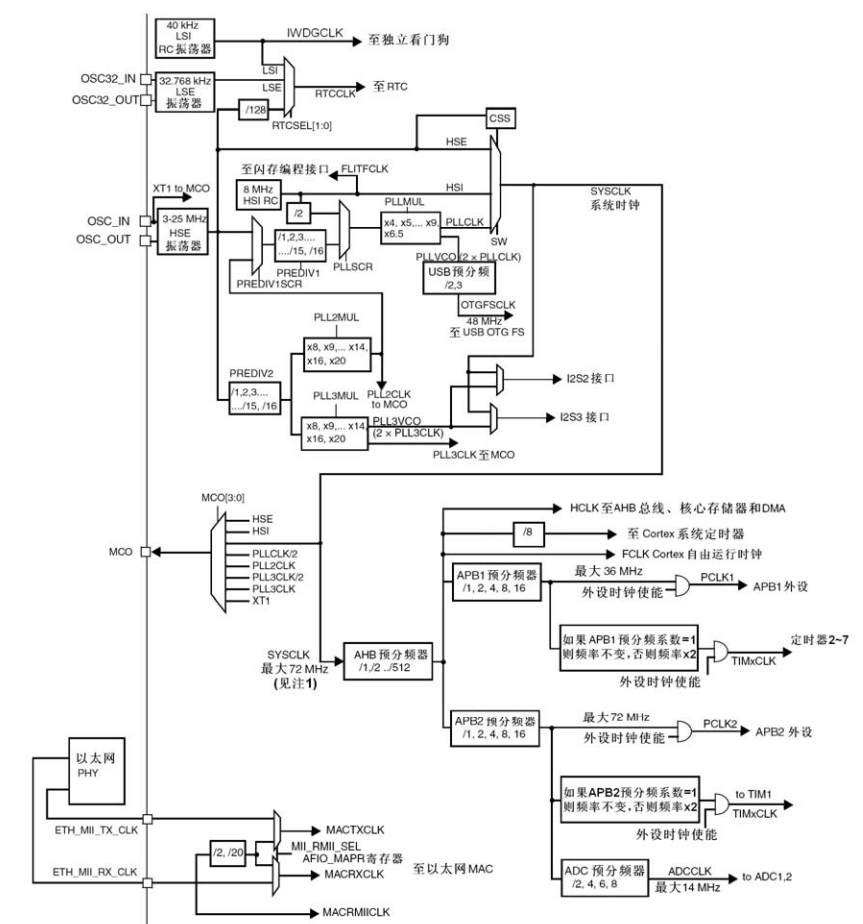 40 kHz
LSI
RC振荡器
IWDGCLK
至独立看门狗
OSC32_IN
OSC32_OUT
32.768 kHz
LSE
振荡器
LSI
LSE
RTCCLK
至RTC
/128
RTCSEL[1:0]
CSS
HSE
至闪存编程接口
FLITFCLK
XT1 to MCO
8 MHz
HSI RC
HSI
SYSCLK
系统时钟
/2
PLLMUL
x4, x5,... x9,
x6.5
PLLCLK
SW
OSC_IN
OSC_OUT
3-25 MHz
HSE
振荡器
/1,2,3....
..../15, /16
PLLSCR
PREDIV1
PREDIV1SCR
PLLVCO (2 × PLLCLK)
USB预分频
/2,3
OTGFSCLK
48 MHz
至USB OTG FS
PLL2MUL
x8, x9,... x14,
x16, x20
PREDIV2
/1,2,3....
..../15, /16
PLL2CLK
to MCO
PLL3MUL
x8, x9,... x14,
x16, x20
PLL3VCO
(2 × PLL3CLK)
PLL3CLK至MCO
I2S2接口
I2S3 接口
MCO[3:0]
HSE
HSI
PLLCLK/2
PLL2CLK
PLL3CLK/2
PLL3CLK
XT1
MCO
HCLK 至AHB总线、核心存储器和DMA
/8
至 Cortex 系统定时器
FCLK Cortex 自由运行时钟
APB1预分频器
/1, 2, 4, 8, 16
最大36 MHz
外设时钟使能
PCLK1
APB1外设
如果APB1预分频系数=1
则频率不变,否则频率x2
定时器2~7
TIMxCLK
外设时钟使能
SYSCLK
最大72 MHz
(见注1)
AHB预分频器
/1,/2 ../512
APB2预分频器
/1, 2, 4, 8, 16
最大72 MHz
外设时钟使能
PCLK2
APB2 外设
如果APB2预分频系数=1
则频率不变,否则频率x2
to TIM1
TIMxCLK
外设时钟使能
ADC 预分频器
/2, 4, 6, 8
ADCCLK
最大14 MHz
to ADC1,2
以太网
PHY
ETH_MII_TX_CLK
MACTXCLK
/2, /20
MII_RMII_SEL
AFIO_MAPR寄存器
ETH_MII_RX_CLK
MACRXCLK
至以太网MAC
MACRMIICLK